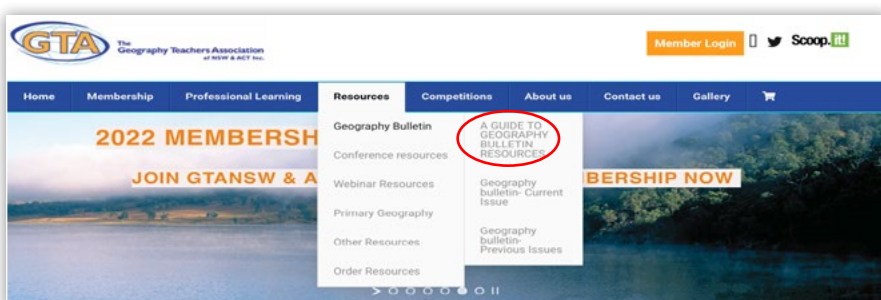 GTA
The
Geography Teachers Association
of NSW & ACT Inc.
Member Login
Scoop.it!
Home Membership Professional Learning Resources Competitions About us Contact us Gallery
2022 MEMBERSH
JOIN GTANSW & A
BERSHIP NOW
Geography Bulletin
Conference resources
Webinar Resources
Primary Geography
Other Resources
Order Resources
A GUIDE TO
GEOGRAPHY
BULLETIN
RESOURCES
Geography
bulletin- Current
Issue
Geography
bulletin-
Previous Issues